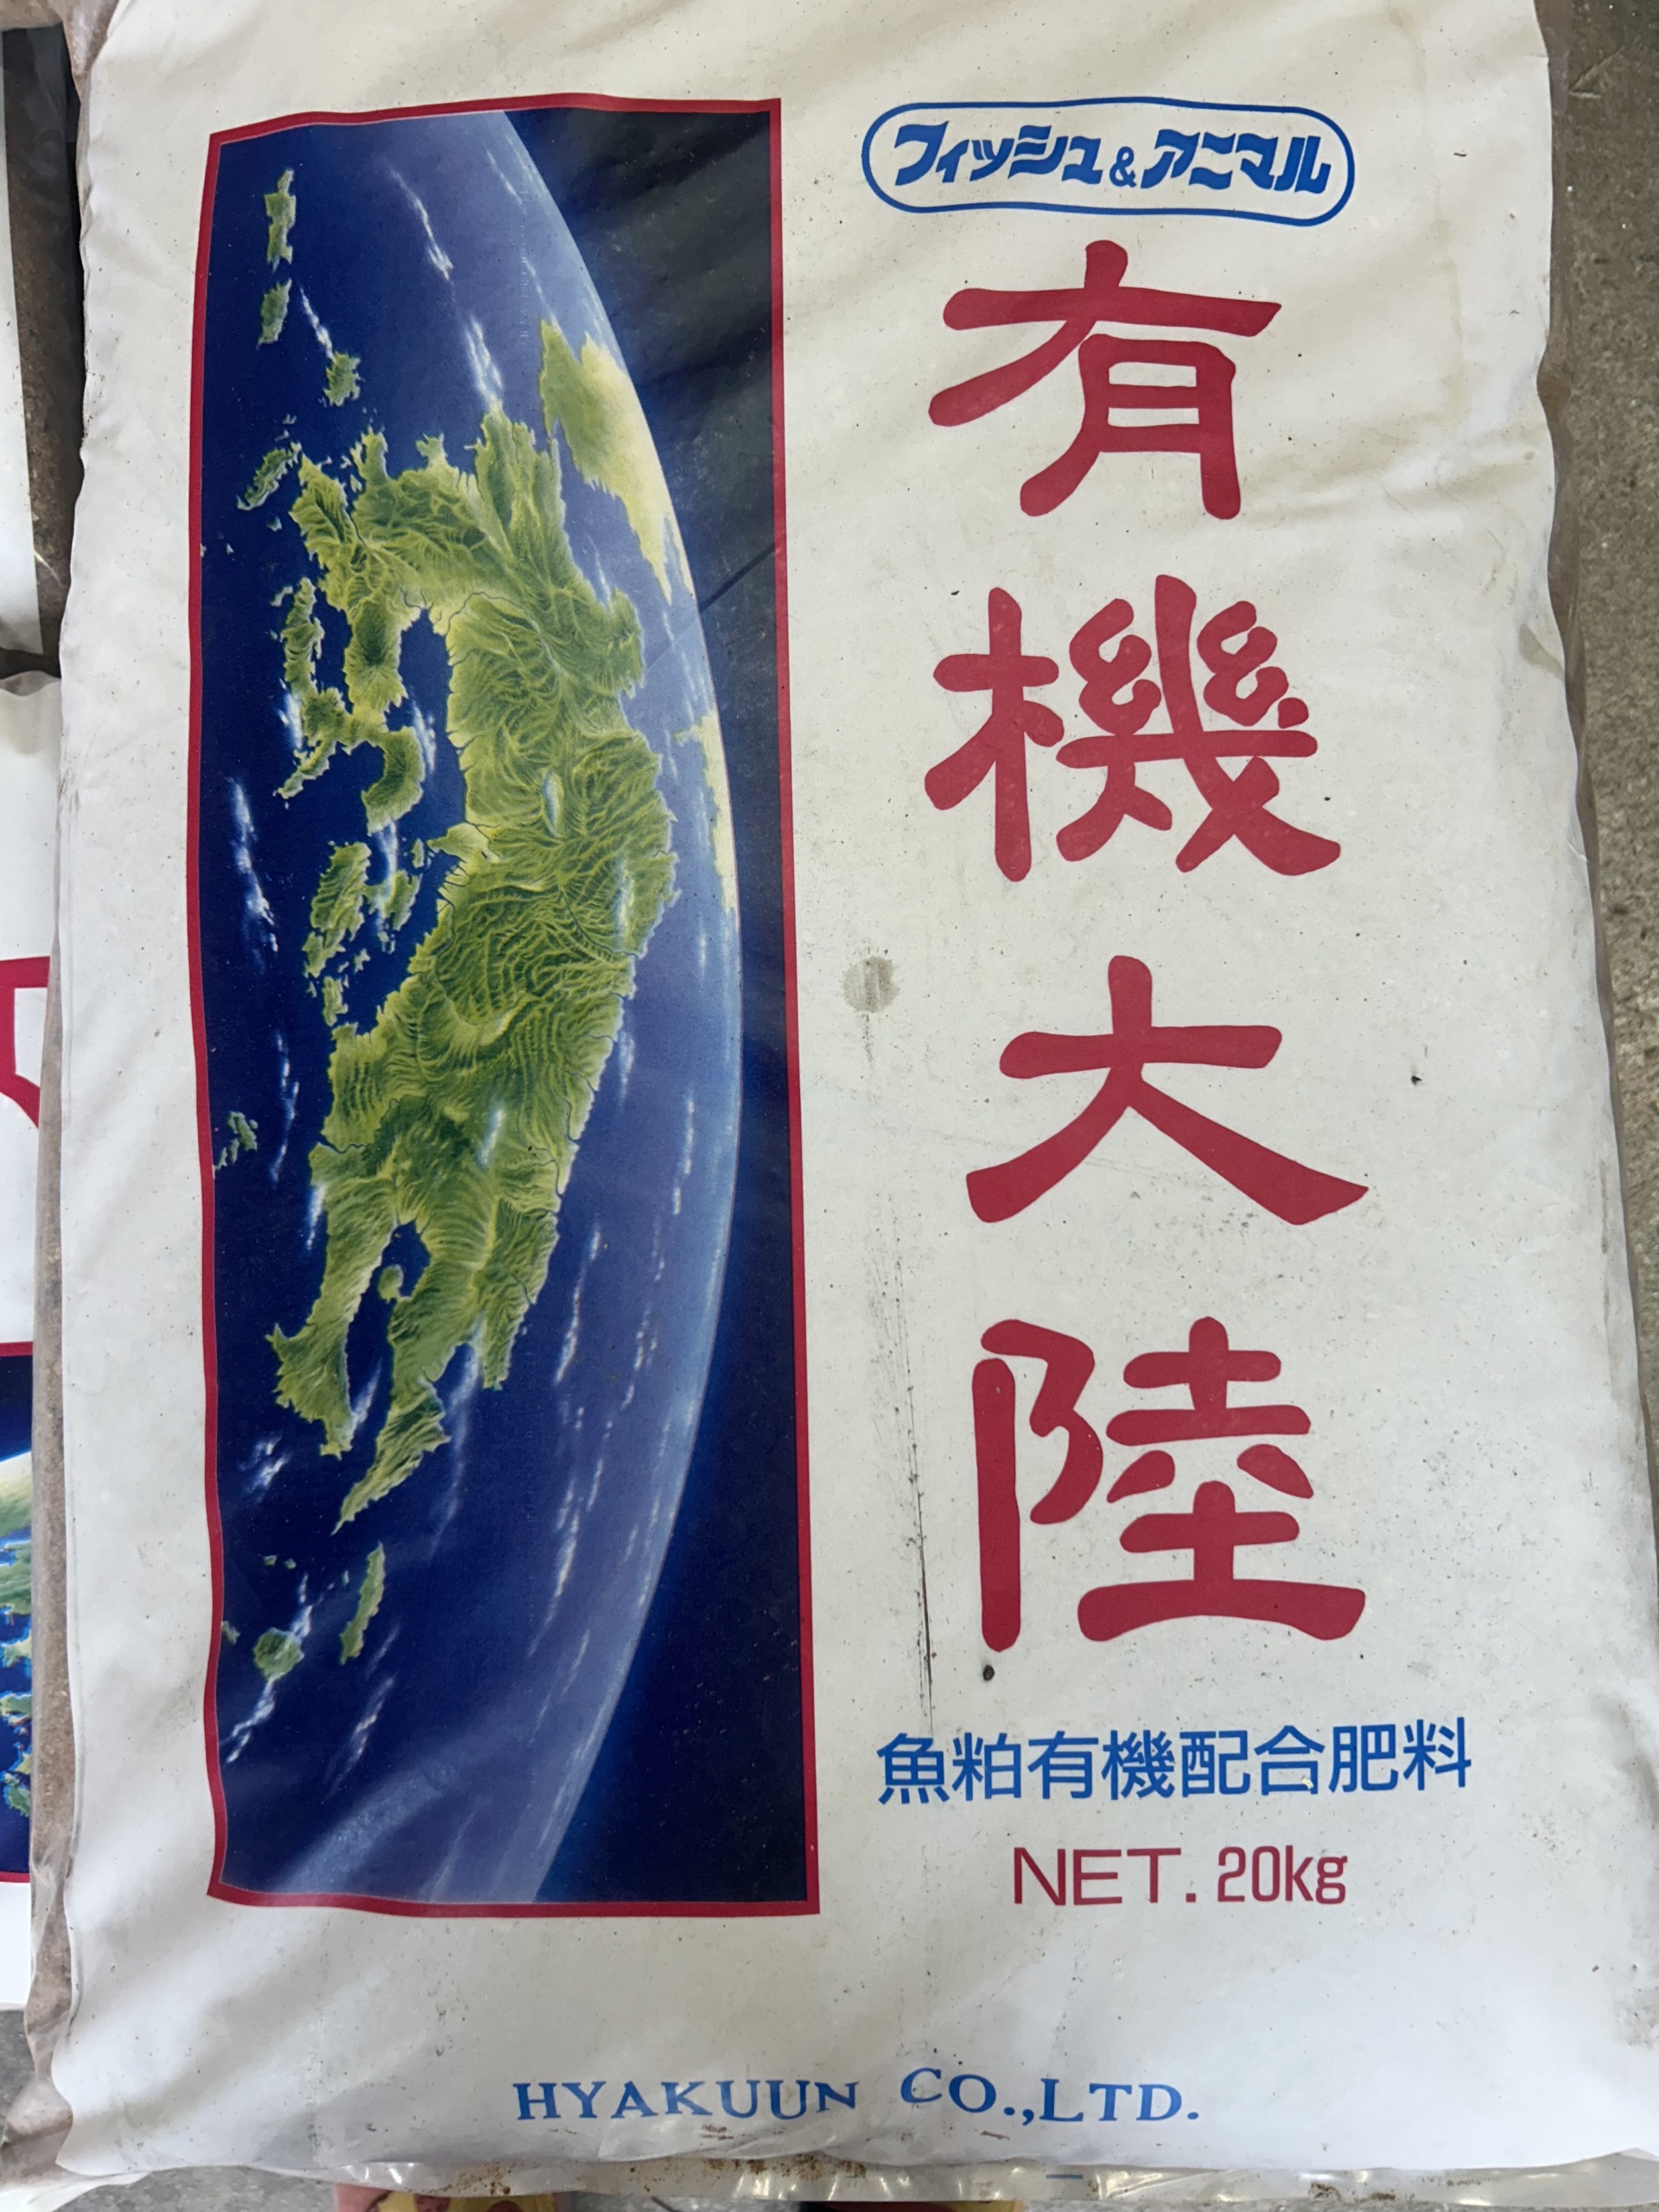 フィッシュ&アニマル
有機大陸
魚粕有機配合肥料
NET. 20kg
HYAKUUN CO.,LTD.